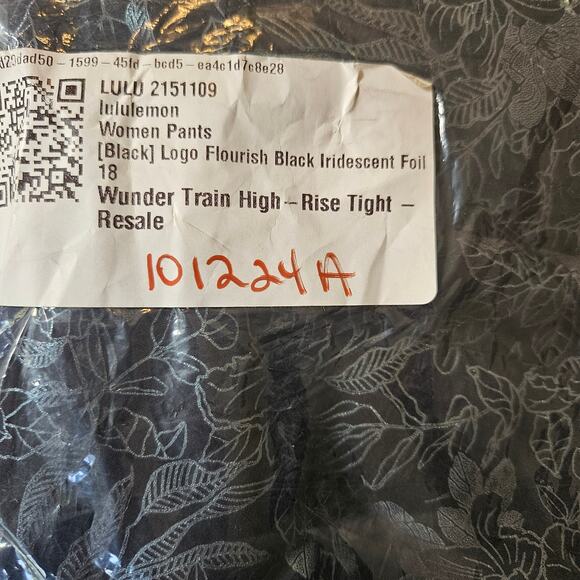 d29dad50-1599-45fd-bcd5-ea4c1d7c8e28
LULU 2151109
lululemon
Women Pants
[Black] Logo Flourish Black Iridescent Foil
18
Wunder Train High-Rise Tight -
Resale
101224A